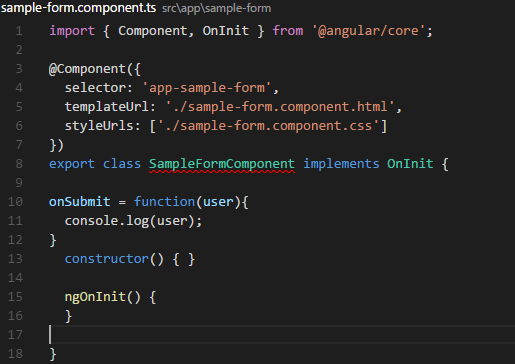 sample-form.component.ts src\app\sample-form
1 import { Component, OnInit } from '@angular/core';
2
3 @Component({
4 selector: 'app-sample-form',
5 templateUrl: './sample-form.component.html',
6 styleUrls: ['./sample-form.component.css']
7 })
8 export class SampleFormComponent implements OnInit {
9
10 onSubmit = function(user){
11 console.log(user);
12 }
13 constructor() { }
14
15 ngOnInit() {
16 }
17
18 }